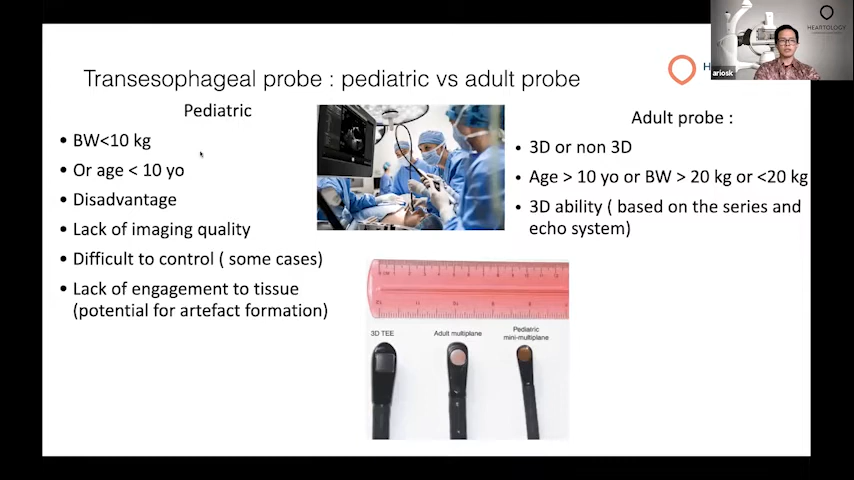 HEARTOLOGY
ariosk
H
Transesophageal probe : pediatric vs adult probe
Pediatric
• BW<10 kg
• Or age < 10 yo
• Disadvantage
• Lack of imaging quality
• Difficult to control ( some cases)
• Lack of engagement to tissue
(potential for artefact formation)
Adult probe :
• 3D or non 3D
• Age > 10 yo or BW > 20 kg or <20 kg
• 3D ability ( based on the series and
echo system)
3D TEE
Adult multiplane
Pediatric
mini-multiplane